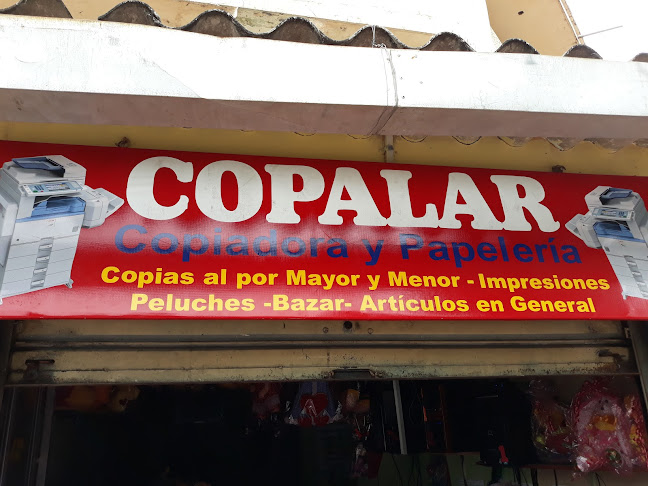 COPALAR
Copiadora y Papelería
Copias al por Mayor y Menor - Impresiones
Peluches -Bazar- Artículos en General